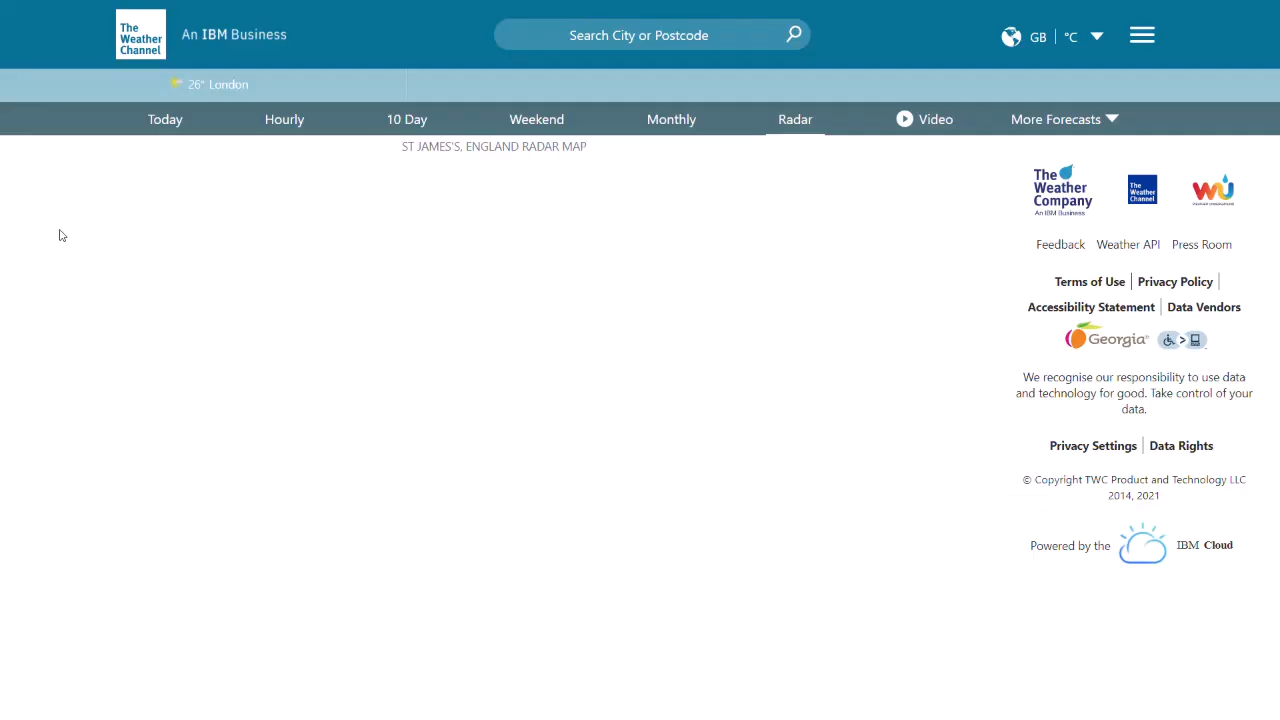 The
Weather
Channel
An IBM Business
Search City or Postcode
GB
°C
26° London
Today
Hourly
10 Day
Weekend
Monthly
Radar
Video
More Forecasts
ST JAMES'S, ENGLAND RADAR MAP
The
Weather
Company
An IBM Business
The
Weather
Channel
WU
Feedback Weather API Press Room
Terms of Use Privacy Policy
Accessibility Statement Data Vendors
Georgia
We recognise our responsibility to use data
and technology for good. Take control of your
data.
Privacy Settings Data Rights
© Copyright TWC Product and Technology LLC
2014, 2021
Powered by the IBM Cloud